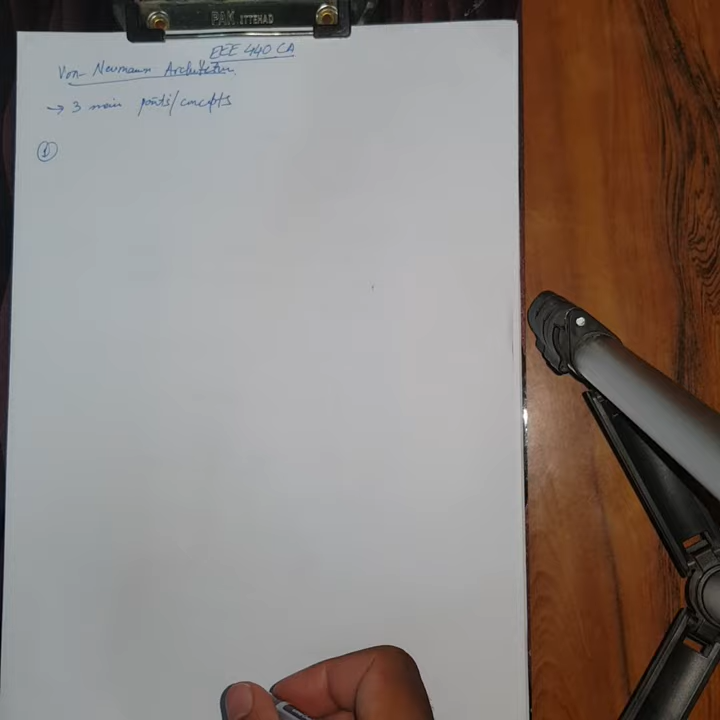 PAK ITTEHAD
EEE 440 CA
Von-Neumann Architecture
→ 3 main points/concepts
①